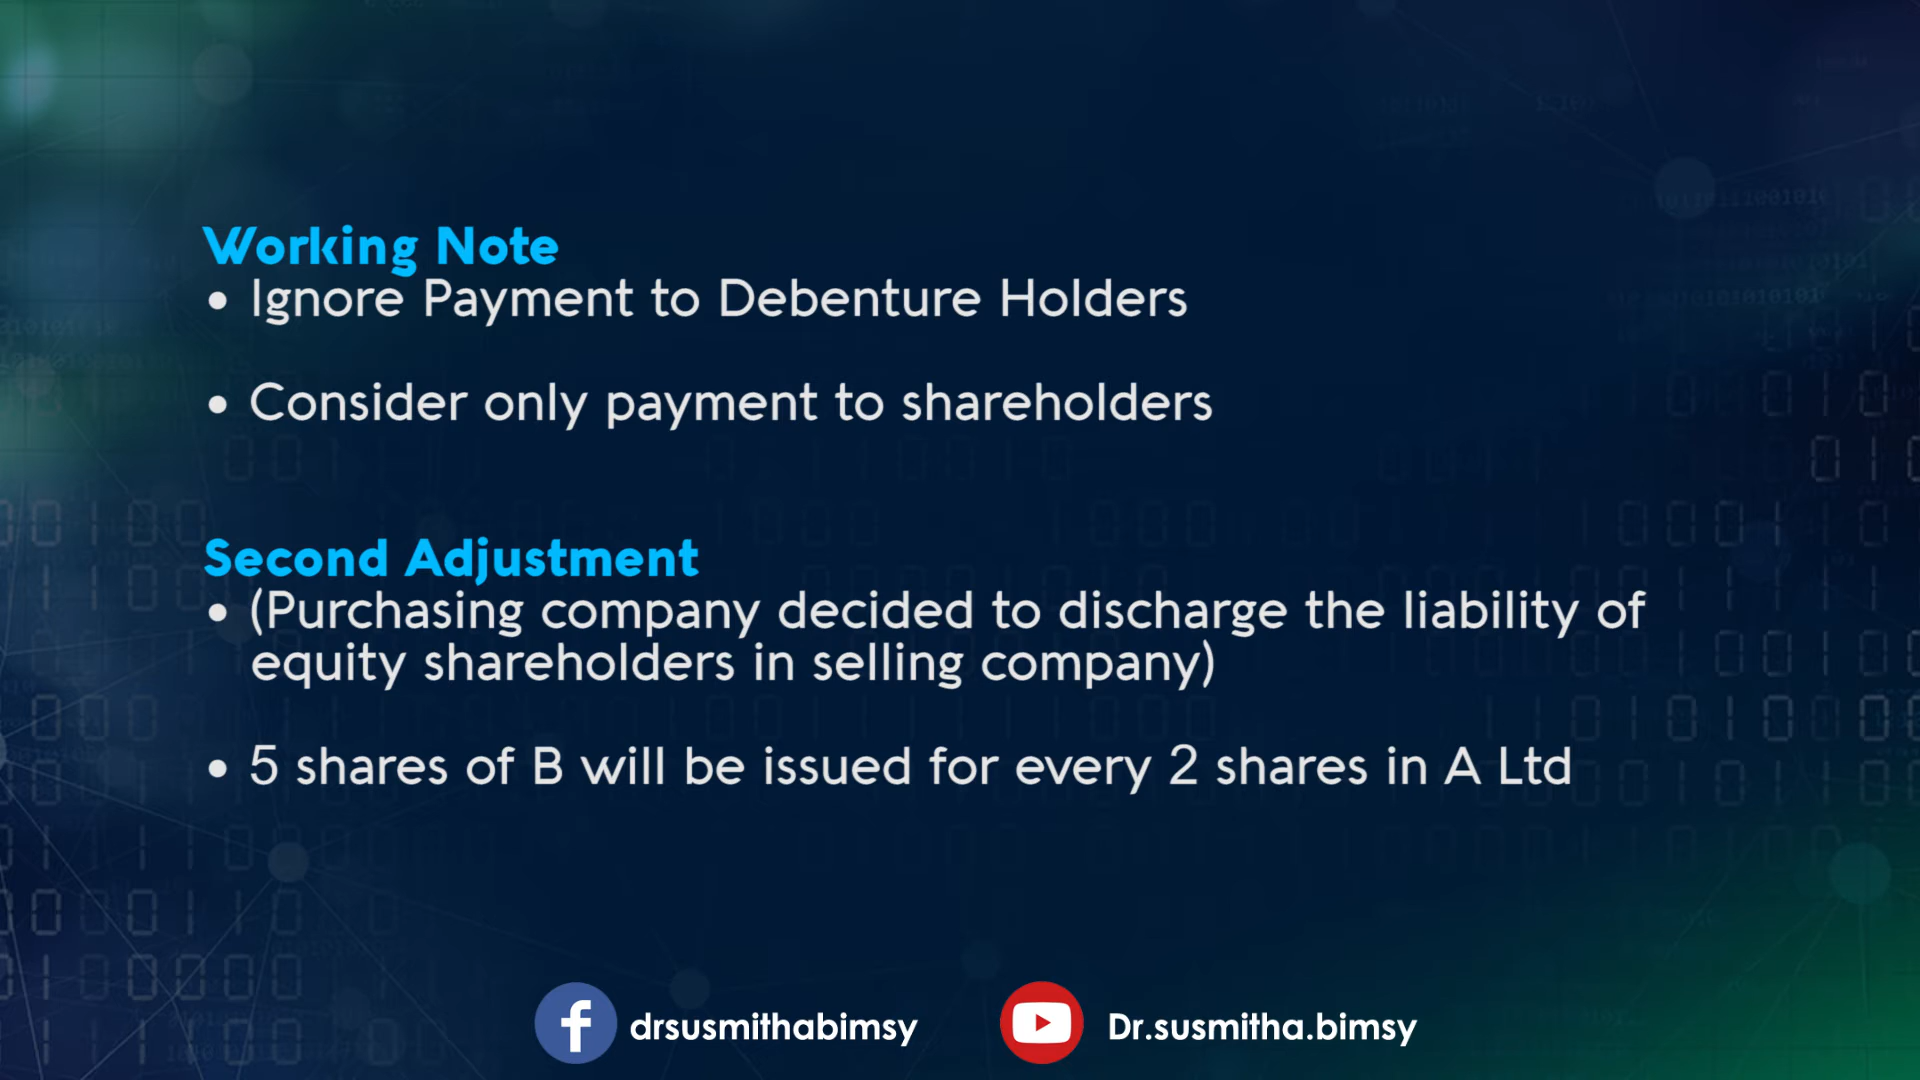 Working Note
• Ignore Payment to Debenture Holders
• Consider only payment to shareholders
Second Adjustment
• (Purchasing company decided to discharge the liability of
equity shareholders in selling company)
• 5 shares of B will be issued for every 2 shares in A Ltd
drsusmithabimsy
Dr.susmitha.bimsy